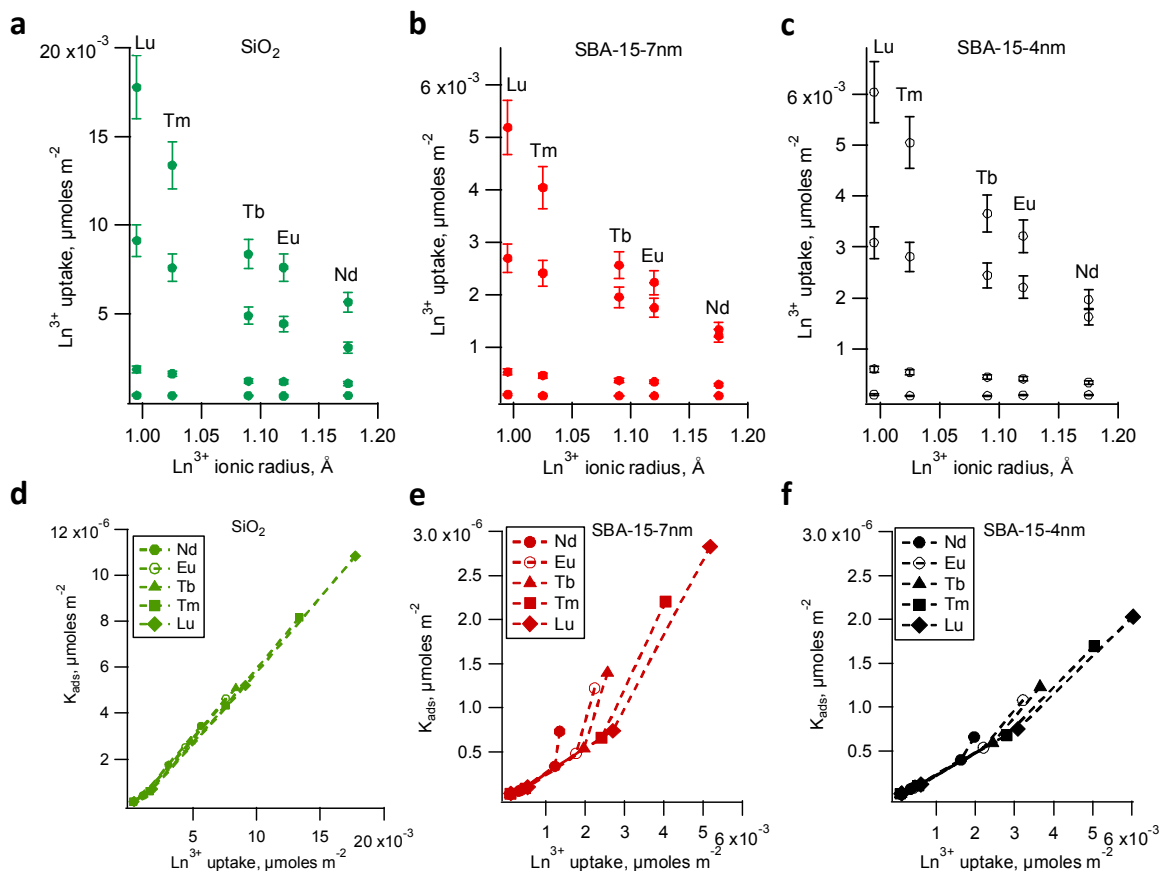 a
SiO₂
20 x10⁻³
15
10
5
Ln³⁺ uptake, μmoles m⁻²
Lu
Tm
Tb
Eu
Nd
1.00 1.05 1.10 1.15 1.20
Ln³⁺ ionic radius, Å
b
SBA-15-7nm
6 x10⁻³
5
4
3
2
1
Ln³⁺ uptake, μmoles m⁻²
Lu
Tm
Tb
Eu
Nd
1.00 1.05 1.10 1.15 1.20
Ln³⁺ ionic radius, Å
c
SBA-15-4nm
6 x10⁻³
5
4
3
2
1
Ln³⁺ uptake, μmoles m⁻²
Lu
Tm
Tb
Eu
Nd
1.00 1.05 1.10 1.15 1.20
Ln³⁺ ionic radius, Å
d
SiO₂
12 x10⁻⁶
10
8
6
4
2
K_ads, μmoles m⁻²
Nd
Eu
Tb
Tm
Lu
5 10 15 20 x10⁻³
Ln³⁺ uptake, μmoles m⁻²
e
SBA-15-7nm
3.0 x10⁻⁶
2.5
2.0
1.5
1.0
0.5
K_ads, μmoles m⁻²
Nd
Eu
Tb
Tm
Lu
1 2 3 4 5 6 x10⁻³
Ln³⁺ uptake, μmoles m⁻²
f
SBA-15-4nm
3.0 x10⁻⁶
2.5
2.0
1.5
1.0
0.5
K_ads, μmoles m⁻²
Nd
Eu
Tb
Tm
Lu
1 2 3 4 5 6 x10⁻³
Ln³⁺ uptake, μmoles m⁻²